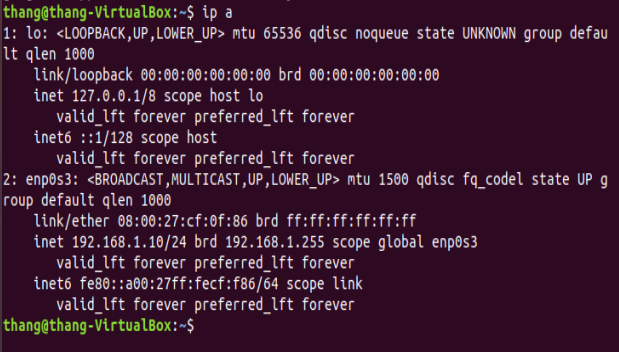 thang@thang-VirtualBox:~$ ip a
1: lo: <LOOPBACK,UP,LOWER_UP> mtu 65536 qdisc noqueue state UNKNOWN group defau
lt qlen 1000
    link/loopback 00:00:00:00:00:00 brd 00:00:00:00:00:00
    inet 127.0.0.1/8 scope host lo
       valid_lft forever preferred_lft forever
    inet6 ::1/128 scope host
       valid_lft forever preferred_lft forever
2: enp0s3: <BROADCAST,MULTICAST,UP,LOWER_UP> mtu 1500 qdisc fq_codel state UP g
roup default qlen 1000
    link/ether 08:00:27:cf:0f:86 brd ff:ff:ff:ff:ff:ff
    inet 192.168.1.10/24 brd 192.168.1.255 scope global enp0s3
       valid_lft forever preferred_lft forever
    inet6 fe80::a00:27ff:fecf:f86/64 scope link
       valid_lft forever preferred_lft forever
thang@thang-VirtualBox:~$